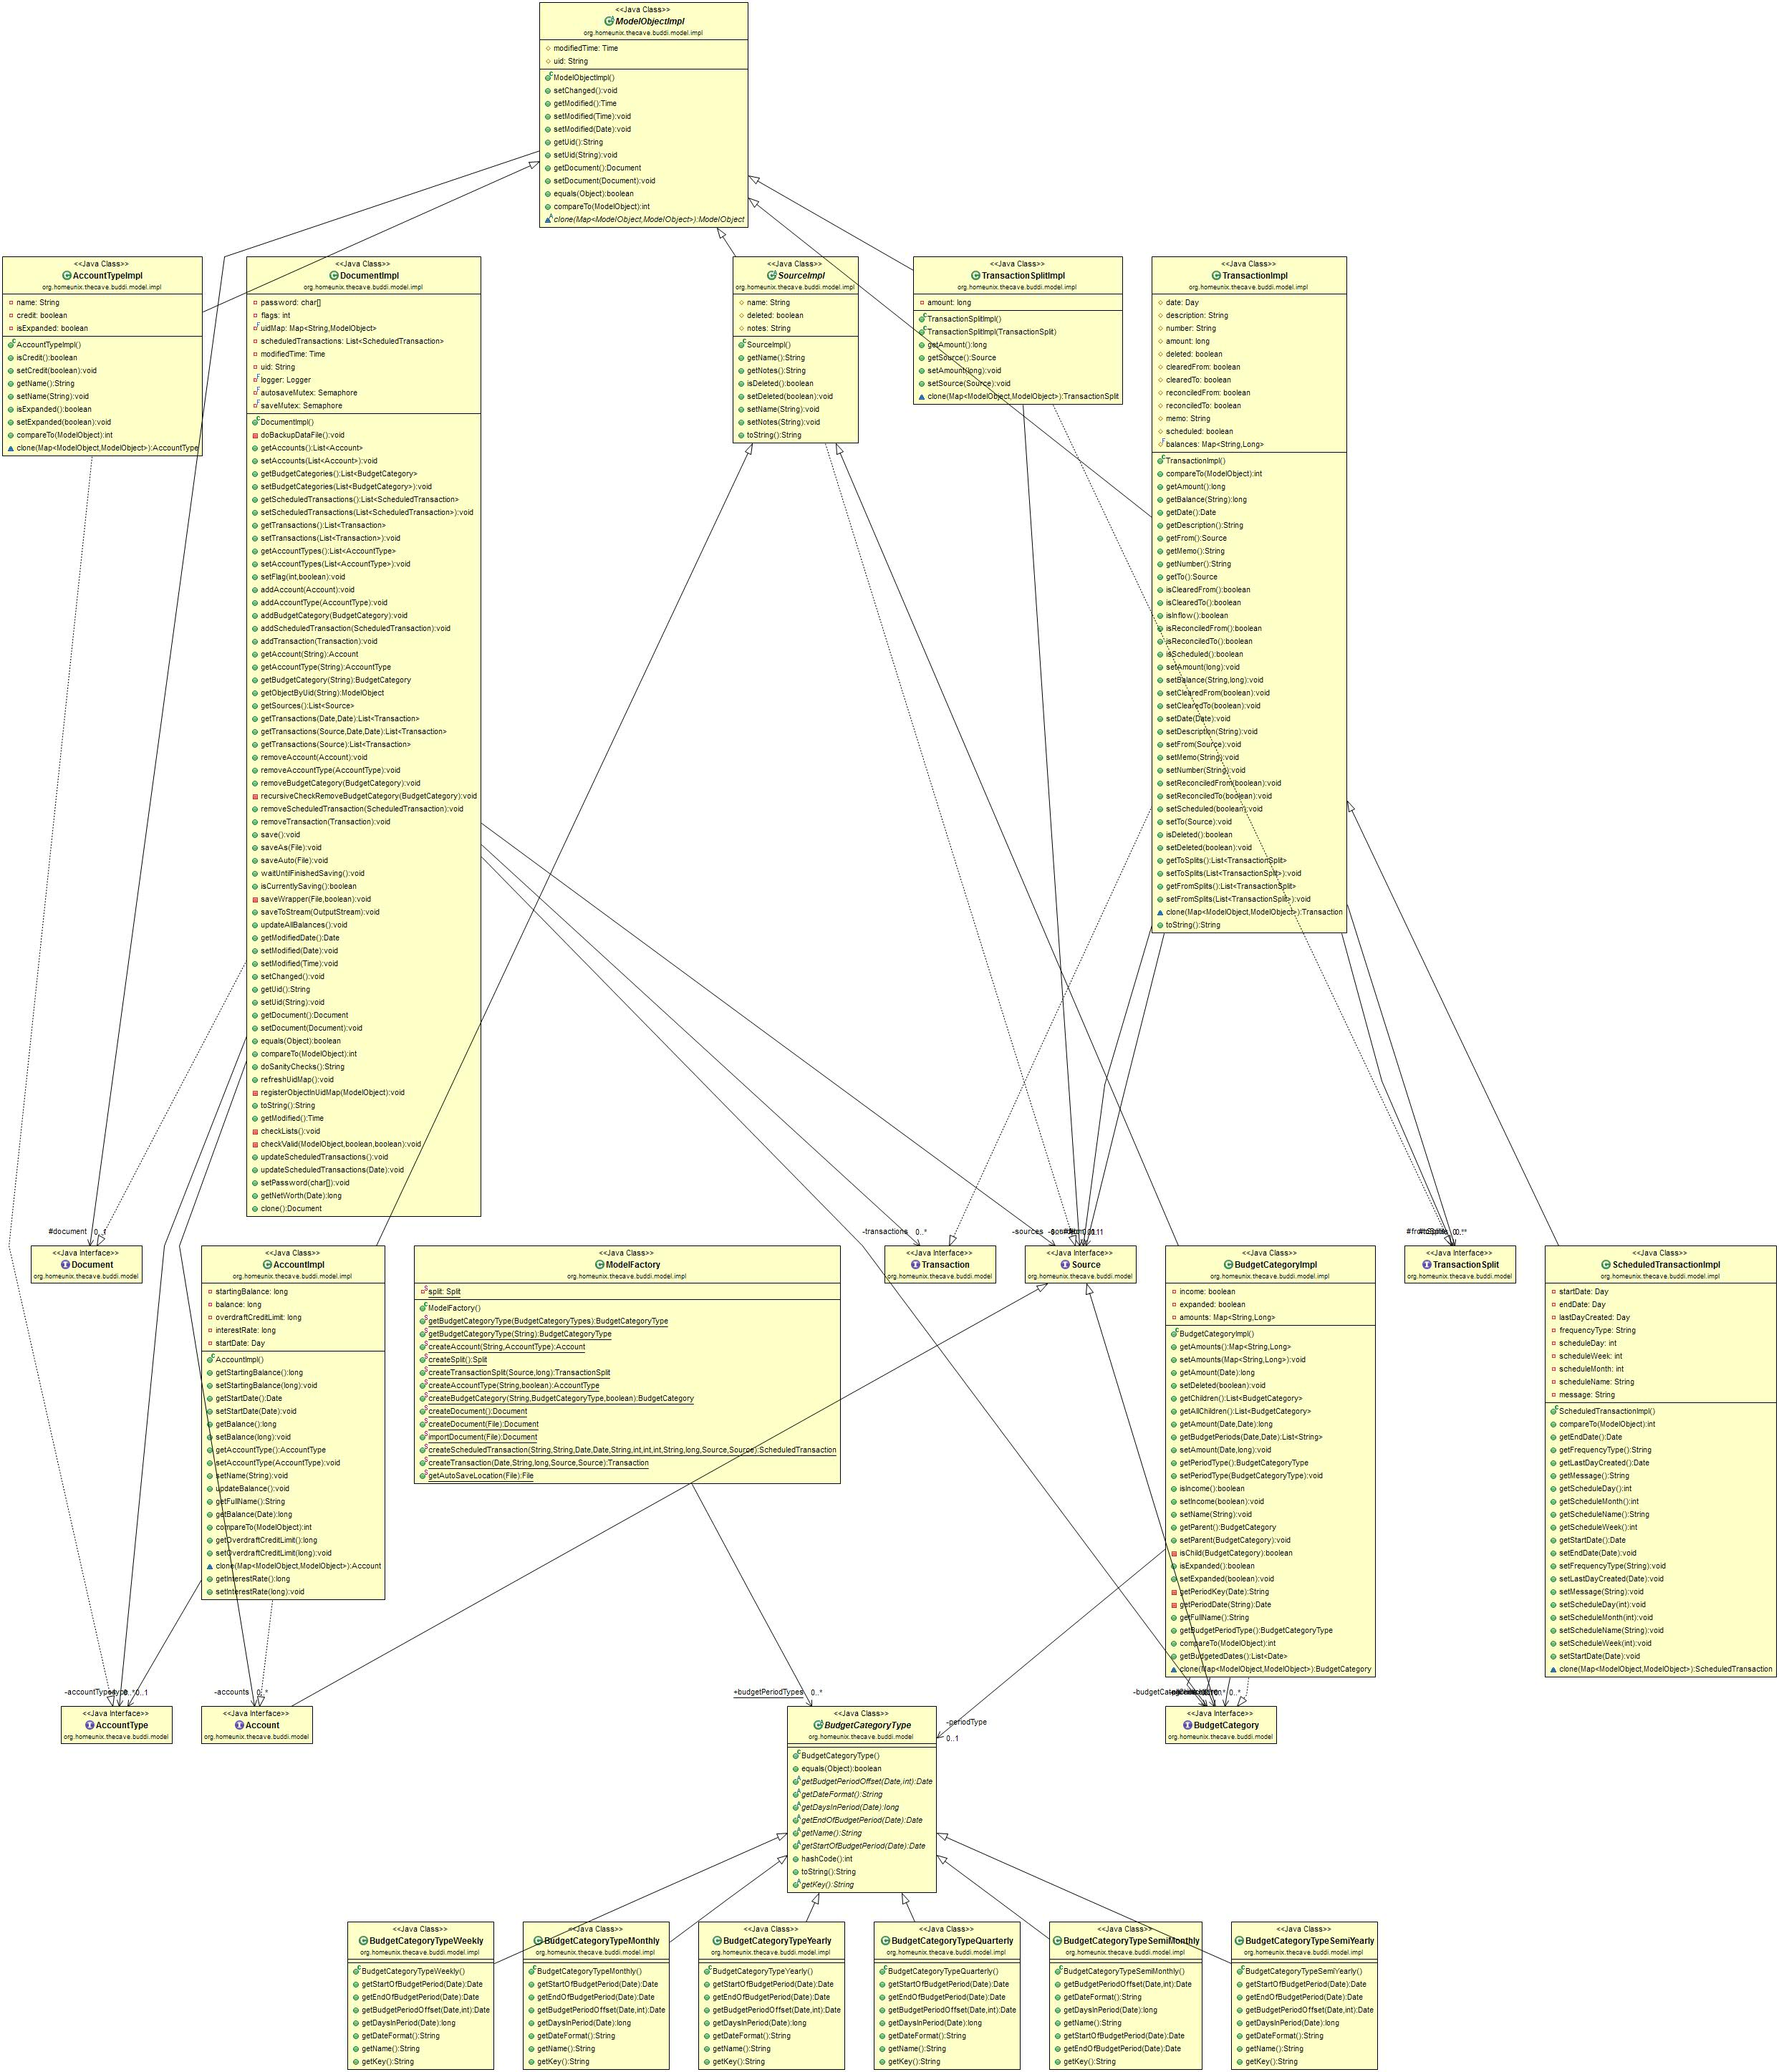 <<Java Class>>
ModelObjectImpl
org.homeunix.thecave.buddi.model.impl
modifiedTime: Time
uid: String
ModelObjectImpl()
setChanged():void
getModified():Time
setModified(Time):void
setModified(Date):void
getUid():String
setUid(String):void
getDocument():Document
setDocument(Document):void
equals(Object):boolean
compareTo(ModelObject):int
clone(Map<ModelObject,ModelObject>):ModelObject
<<Java Class>>
AccountTypeImpl
org.homeunix.thecave.buddi.model.impl
name: String
credit: boolean
isExpanded: boolean
AccountTypeImpl()
isCredit():boolean
setCredit(boolean):void
getName():String
setName(String):void
isExpanded():boolean
setExpanded(boolean):void
compareTo(ModelObject):int
clone(Map<ModelObject,ModelObject>):AccountType
<<Java Class>>
DocumentImpl
org.homeunix.thecave.buddi.model.impl
password: char[]
flags: int
uidMap: Map<String,ModelObject>
scheduledTransactions: List<ScheduledTransaction>
modifiedTime: Time
uid: String
logger: Logger
autosaveMutex: Semaphore
saveMutex: Semaphore
DocumentImpl()
doBackupDataFile():void
getAccounts():List<Account>
setAccounts(List<Account>):void
getBudgetCategories():List<BudgetCategory>
setBudgetCategories(List<BudgetCategory>):void
getScheduledTransactions():List<ScheduledTransaction>
setScheduledTransactions(List<ScheduledTransaction>):void
getTransactions():List<Transaction>
setTransactions(List<Transaction>):void
getAccountTypes():List<AccountType>
setAccountTypes(List<AccountType>):void
setFlag(int,boolean):void
addAccount(Account):void
addAccountType(AccountType):void
addBudgetCategory(BudgetCategory):void
addScheduledTransaction(ScheduledTransaction):void
addTransaction(Transaction):void
getAccount(String):Account
getAccountType(String):AccountType
getBudgetCategory(String):BudgetCategory
getObjectByUid(String):ModelObject
getSources():List<Source>
getTransactions(Date,Date):List<Transaction>
getTransactions(Source,Date,Date):List<Transaction>
getTransactions(Source):List<Transaction>
removeAccount(Account):void
removeAccountType(AccountType):void
removeBudgetCategory(BudgetCategory):void
recursiveCheckRemoveBudgetCategory(BudgetCategory):void
removeScheduledTransaction(ScheduledTransaction):void
removeTransaction(Transaction):void
save():void
saveAs(File):void
saveAuto(File):void
waitUntilFinishedSaving():void
isCurrentlySaving():boolean
saveWrapper(File,boolean):void
saveToStream(OutputStream):void
updateAllBalances():void
getModifiedDate():Date
setModified(Date):void
setModified(Time):void
setChanged():void
getUid():String
setUid(String):void
getDocument():Document
setDocument(Document):void
equals(Object):boolean
compareTo(ModelObject):int
doSanityChecks():String
refreshUidMap():void
registerObjectInUidMap(ModelObject):void
toString():String
getModified():Time
checkLists():void
checkValid(ModelObject,boolean,boolean):void
updateScheduledTransactions():void
updateScheduledTransactions(Date):void
setPassword(char[]):void
getNetWorth(Date):long
clone():Document
<<Java Class>>
SourceImpl
org.homeunix.thecave.buddi.model.impl
name: String
deleted: boolean
notes: String
SourceImpl()
getName():String
getNotes():String
isDeleted():boolean
setDeleted(boolean):void
setName(String):void
setNotes(String):void
toString():String
<<Java Class>>
TransactionSplitImpl
org.homeunix.thecave.buddi.model.impl
amount: long
TransactionSplitImpl()
TransactionSplitImpl(TransactionSplit)
getAmount():long
getSource():Source
setAmount(long):void
setSource(Source):void
clone(Map<ModelObject,ModelObject>):TransactionSplit
<<Java Class>>
TransactionImpl
org.homeunix.thecave.buddi.model.impl
date: Day
description: String
number: String
amount: long
deleted: boolean
clearedFrom: boolean
clearedTo: boolean
reconciledFrom: boolean
reconciledTo: boolean
memo: String
scheduled: boolean
balances: Map<String,Long>
TransactionImpl()
compareTo(ModelObject):int
getAmount():long
getBalance(String):long
getDate():Date
getDescription():String
getFrom():Source
getMemo():String
getNumber():String
getTo():Source
isClearedFrom():boolean
isClearedTo():boolean
isInflow():boolean
isReconciledFrom():boolean
isReconciledTo():boolean
isScheduled():boolean
setAmount(long):void
setBalance(String,long):void
setClearedFrom(boolean):void
setClearedTo(boolean):void
setDate(Date):void
setDescription(String):void
setFrom(Source):void
setMemo(String):void
setNumber(String):void
setReconciledFrom(boolean):void
setReconciledTo(boolean):void
setScheduled(boolean):void
setTo(Source):void
isDeleted():boolean
setDeleted(boolean):void
getToSplits():List<TransactionSplit>
setToSplits(List<TransactionSplit>):void
getFromSplits():List<TransactionSplit>
setFromSplits(List<TransactionSplit>):void
clone(Map<ModelObject,ModelObject>):Transaction
toString():String
#document 0..1
-transactions 0..*
-sources
<<Java Interface>>
Document
org.homeunix.thecave.buddi.model
<<Java Class>>
AccountImpl
org.homeunix.thecave.buddi.model.impl
startingBalance: long
balance: long
overdraftCreditLimit: long
interestRate: long
startDate: Day
AccountImpl()
getStartingBalance():long
setStartingBalance(long):void
getStartDate():Date
setStartDate(Date):void
getBalance():long
setBalance(long):void
getAccountType():AccountType
setAccountType(AccountType):void
setName(String):void
updateBalance():void
getFullName():String
getBalance(Date):long
compareTo(ModelObject):int
getOverdraftCreditLimit():long
setOverdraftCreditLimit(long):void
clone(Map<ModelObject,ModelObject>):Account
getInterestRate():long
setInterestRate(long):void
<<Java Class>>
ModelFactory
org.homeunix.thecave.buddi.model.impl
split: Split
ModelFactory()
getBudgetCategoryType(BudgetCategoryTypes):BudgetCategoryType
getBudgetCategoryType(String):BudgetCategoryType
createAccount(String,AccountType):Account
createSplit():Split
createTransactionSplit(Source,long):TransactionSplit
createAccountType(String,boolean):AccountType
createBudgetCategory(String,BudgetCategoryType,boolean):BudgetCategory
createDocument():Document
createDocument(File):Document
importDocument(File):Document
createScheduledTransaction(String,String,Date,Date,String,int,int,int,String,long,Source,Source):ScheduledTransaction
createTransaction(Date,String,long,Source,Source):Transaction
getAutoSaveLocation(File):File
<<Java Interface>>
Transaction
org.homeunix.thecave.buddi.model
<<Java Interface>>
Source
org.homeunix.thecave.buddi.model
<<Java Class>>
BudgetCategoryImpl
org.homeunix.thecave.buddi.model.impl
income: boolean
expanded: boolean
amounts: Map<String,Long>
BudgetCategoryImpl()
getAmounts():Map<String,Long>
setAmounts(Map<String,Long>):void
getAmount(Date):long
setDeleted(boolean):void
getChildren():List<BudgetCategory>
getAllChildren():List<BudgetCategory>
getAmount(Date,Date):long
getBudgetPeriods(Date,Date):List<String>
setAmount(Date,long):void
getPeriodType():BudgetCategoryType
setPeriodType(BudgetCategoryType):void
isIncome():boolean
setIncome(boolean):void
setName(String):void
getParent():BudgetCategory
setParent(BudgetCategory):void
isChild(BudgetCategory):boolean
isExpanded():boolean
setExpanded(boolean):void
getPeriodKey(Date):String
getPeriodDate(String):Date
getFullName():String
getBudgetPeriodType():BudgetCategoryType
compareTo(ModelObject):int
getBudgetedDates():List<Date>
clone(Map<ModelObject,ModelObject>):BudgetCategory
<<Java Interface>>
TransactionSplit
org.homeunix.thecave.buddi.model
<<Java Class>>
ScheduledTransactionImpl
org.homeunix.thecave.buddi.model.impl
startDate: Day
endDate: Day
lastDayCreated: Day
frequencyType: String
scheduleDay: int
scheduleWeek: int
scheduleMonth: int
scheduleName: String
message: String
ScheduledTransactionImpl()
compareTo(ModelObject):int
getEndDate():Date
getFrequencyType():String
getLastDayCreated():Date
getMessage():String
getScheduleDay():int
getScheduleMonth():int
getScheduleName():String
getScheduleWeek():int
getStartDate():Date
setEndDate(Date):void
setFrequencyType(String):void
setLastDayCreated(Date):void
setMessage(String):void
setScheduleDay(int):void
setScheduleMonth(int):void
setScheduleName(String):void
setScheduleWeek(int):void
setStartDate(Date):void
clone(Map<ModelObject,ModelObject>):ScheduledTransaction
0..1
-accounts 0..*
+budgetPeriodTypes 0..*
-periodType
0..1
0..*
<<Java Interface>>
AccountType
org.homeunix.thecave.buddi.model
<<Java Interface>>
Account
org.homeunix.thecave.buddi.model
<<Java Class>>
BudgetCategoryType
org.homeunix.thecave.buddi.model
BudgetCategoryType()
equals(Object):boolean
getBudgetPeriodOffset(Date,int):Date
getDateFormat():String
getDaysInPeriod(Date):long
getEndOfBudgetPeriod(Date):Date
getName():String
getStartOfBudgetPeriod(Date):Date
hashCode():int
toString():String
getKey():String
<<Java Interface>>
BudgetCategory
org.homeunix.thecave.buddi.model
<<Java Class>>
BudgetCategoryTypeWeekly
org.homeunix.thecave.buddi.model.impl
BudgetCategoryTypeWeekly()
getStartOfBudgetPeriod(Date):Date
getEndOfBudgetPeriod(Date):Date
getBudgetPeriodOffset(Date,int):Date
getDaysInPeriod(Date):long
getDateFormat():String
getName():String
getKey():String
<<Java Class>>
BudgetCategoryTypeMonthly
org.homeunix.thecave.buddi.model.impl
BudgetCategoryTypeMonthly()
getStartOfBudgetPeriod(Date):Date
getEndOfBudgetPeriod(Date):Date
getBudgetPeriodOffset(Date,int):Date
getDaysInPeriod(Date):long
getDateFormat():String
getName():String
getKey():String
<<Java Class>>
BudgetCategoryTypeYearly
org.homeunix.thecave.buddi.model.impl
BudgetCategoryTypeYearly()
getStartOfBudgetPeriod(Date):Date
getEndOfBudgetPeriod(Date):Date
getBudgetPeriodOffset(Date,int):Date
getDaysInPeriod(Date):long
getDateFormat():String
getName():String
getKey():String
<<Java Class>>
BudgetCategoryTypeQuarterly
org.homeunix.thecave.buddi.model.impl
BudgetCategoryTypeQuarterly()
getStartOfBudgetPeriod(Date):Date
getEndOfBudgetPeriod(Date):Date
getBudgetPeriodOffset(Date,int):Date
getDaysInPeriod(Date):long
getDateFormat():String
getName():String
getKey():String
<<Java Class>>
BudgetCategoryTypeSemiMonthly
org.homeunix.thecave.buddi.model.impl
BudgetCategoryTypeSemiMonthly()
getBudgetPeriodOffset(Date,int):Date
getDateFormat():String
getDaysInPeriod(Date):long
getName():String
getStartOfBudgetPeriod(Date):Date
getEndOfBudgetPeriod(Date):Date
getKey():String
<<Java Class>>
BudgetCategoryTypeSemiYearly
org.homeunix.thecave.buddi.model.impl
BudgetCategoryTypeSemiYearly()
getStartOfBudgetPeriod(Date):Date
getEndOfBudgetPeriod(Date):Date
getBudgetPeriodOffset(Date,int):Date
getDaysInPeriod(Date):long
getDateFormat():String
getName():String
getKey():String